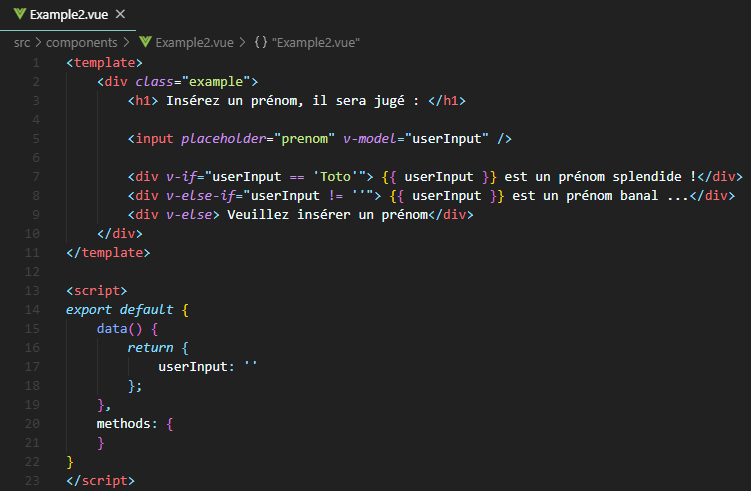 Example2.vue ×
src > components > Example2.vue > {} "Example2.vue"
1 <template>
2 <div class="example">
3 <h1> Insérez un prénom, il sera jugé : </h1>
4
5 <input placeholder="prenom" v-model="userInput" />
6
7 <div v-if="userInput == 'Toto'"> {{ userInput }} est un prénom splendide !</div>
8 <div v-else-if="userInput != ''"> {{ userInput }} est un prénom banal ...</div>
9 <div v-else> Veuillez insérer un prénom</div>
10 </div>
11 </template>
12
13 <script>
14 export default {
15 data() {
16 return {
17 userInput: ''
18 };
19 },
20 methods: {
21 }
22 }
23 </script>